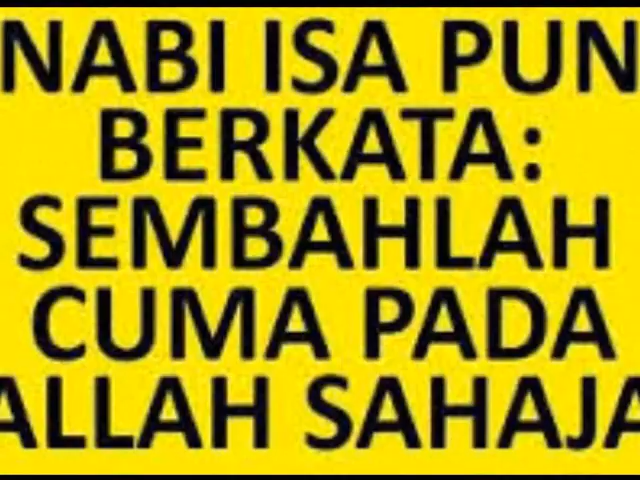 NABI ISA PUN
BERKATA:
SEMBAHLAH
CUMA PADA
ALLAH SAHAJA